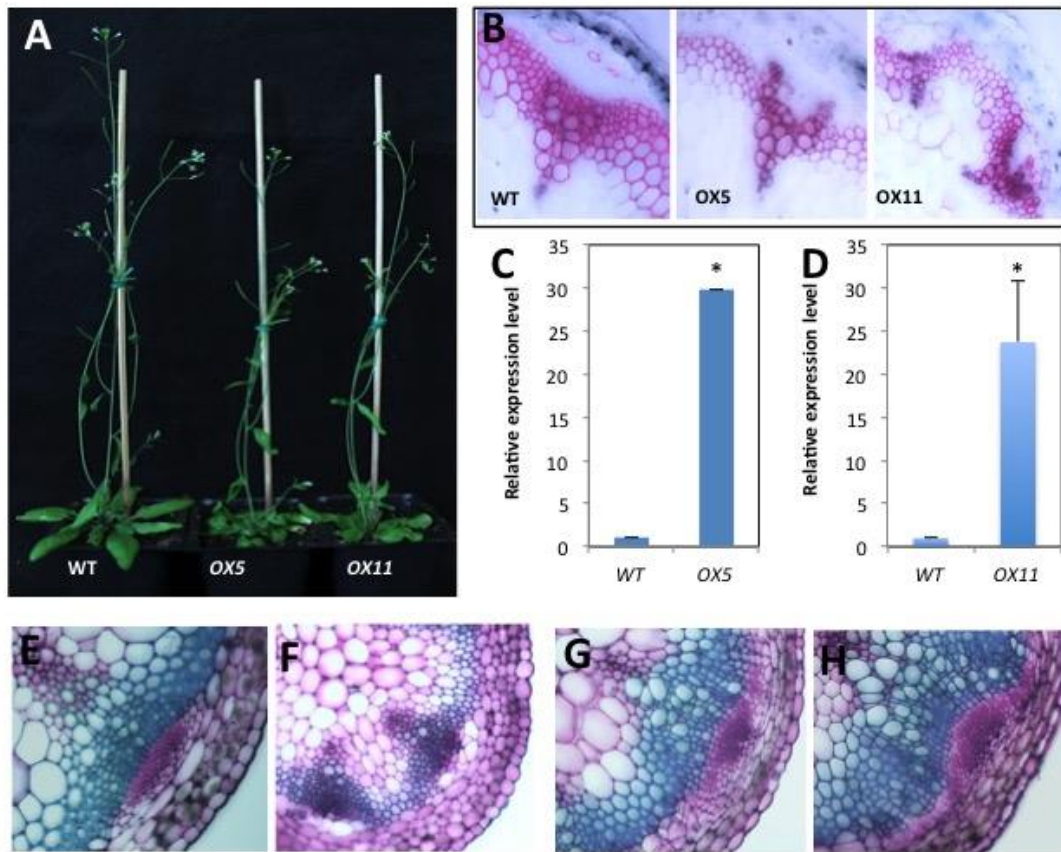 A
WT
OX5
OX11
B
WT
OX5
OX11
C
Relative expression level
35
30
25
20
15
10
5
0
*
WT
OX5
D
Relative expression level
35
30
25
20
15
10
5
0
*
WT
OX11
E
F
G
H